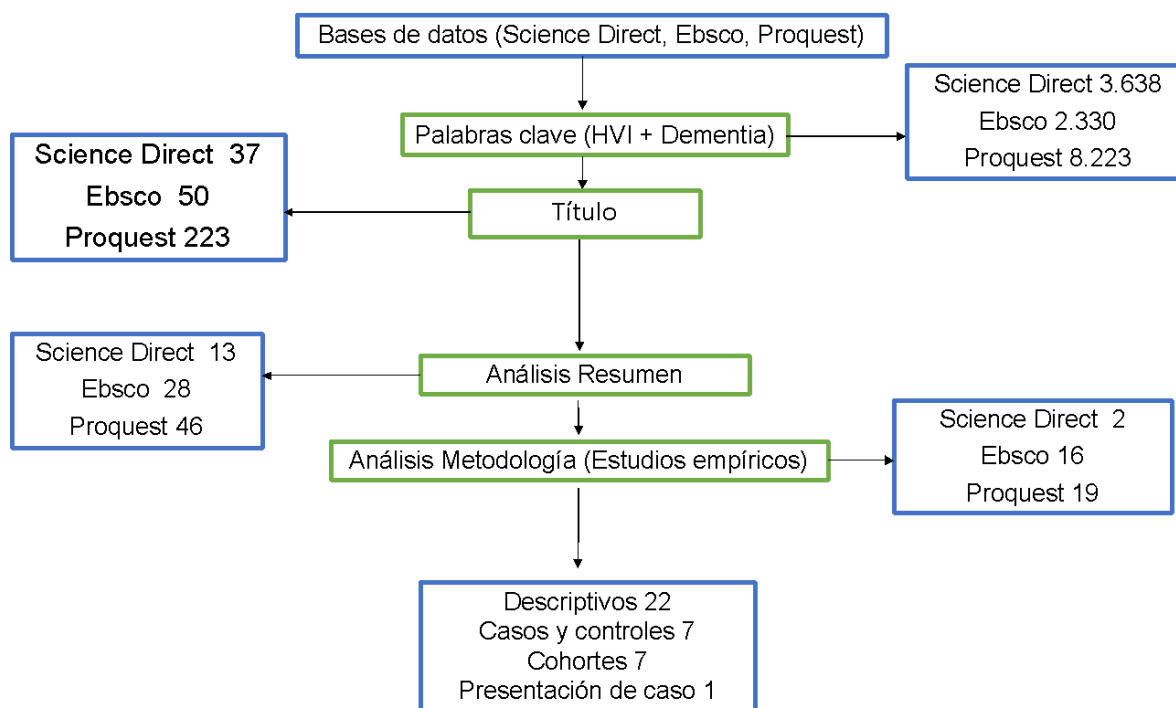 Bases de datos (Science Direct, Ebsco, Proquest)
Palabras clave (HVI + Dementia)
Science Direct 3.638
Ebsco 2.330
Proquest 8.223
Título
Science Direct 37
Ebsco 50
Proquest 223
Análisis Resumen
Science Direct 13
Ebsco 28
Proquest 46
Análisis Metodología (Estudios empíricos)
Science Direct 2
Ebsco 16
Proquest 19
Descriptivos 22
Casos y controles 7
Cohortes 7
Presentación de caso 1